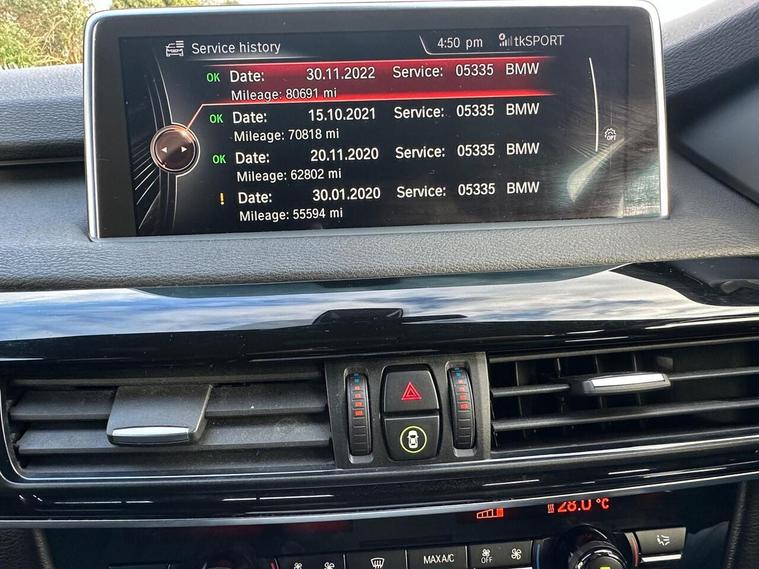 Service history 4:50 pm tkSPORT
OK Date: 30.11.2022 Service: 05335 BMW
Mileage: 80691 mi
OK Date: 15.10.2021 Service: 05335 BMW
Mileage: 70818 mi
OK Date: 20.11.2020 Service: 05335 BMW
Mileage: 62802 mi
! Date: 30.01.2020 Service: 05335 BMW
Mileage: 55594 mi
OPT
28.0 °C
MAX A/C OFF